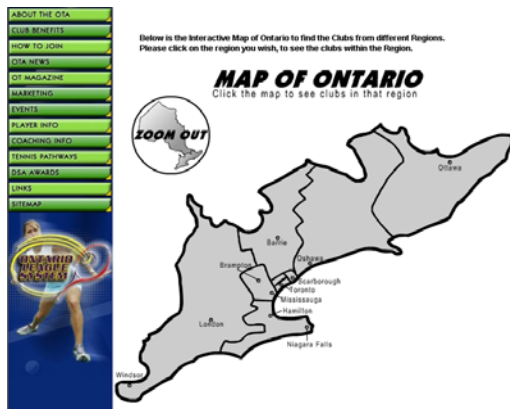 ABOUT THE OTA
CLUB BENEFITS
HOW TO JOIN
OTA NEWS
OT MAGAZINE
MARKETING
EVENTS
PLAYER INFO
COACHING INFO
TENNIS PATHWAYS
DSA AWARDS
LINKS
SITEMAP
ONTARIO
LEAGUE
SYSTEM
Below is the Interactive Map of Ontario to find the Clubs from different Regions.
Please click on the region you wish, to see the clubs within the Region.
MAP OF ONTARIO
Click the map to see clubs in that region
ZOOM OUT
Ottawa
Barrie
Oshawa
Brampton
Scarborough
Toronto
Mississauga
Hamilton
London
Niagara Falls
Windsor